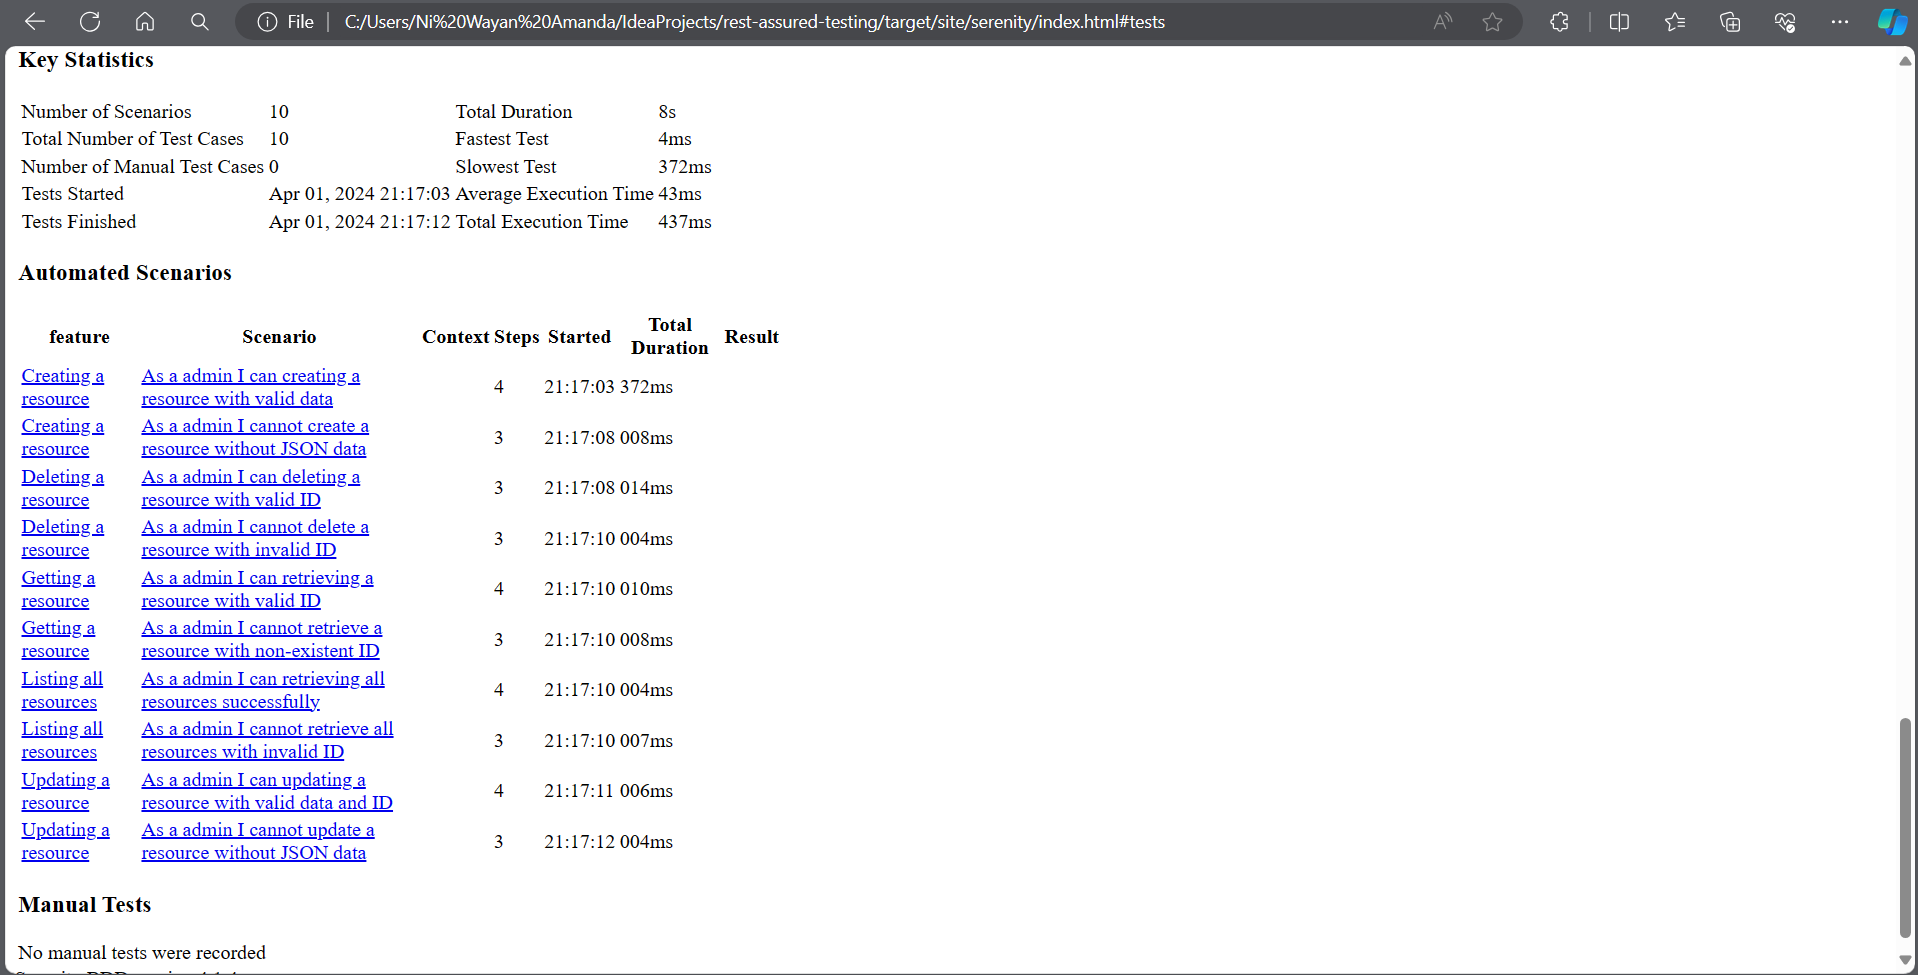 File
C:/Users/Ni%20Wayan%20Amanda/IdeaProjects/rest-assured-testing/target/site/serenity/index.html#tests
Key Statistics
Number of Scenarios 10 Total Duration 8s
Total Number of Test Cases 10 Fastest Test 4ms
Number of Manual Test Cases 0 Slowest Test 372ms
Tests Started Apr 01, 2024 21:17:03 Average Execution Time 43ms
Tests Finished Apr 01, 2024 21:17:12 Total Execution Time 437ms
Automated Scenarios
feature Scenario Context Steps Started Total Duration Result
Creating a resource As a admin I can creating a resource with valid data 4 21:17:03 372ms
Creating a resource As a admin I cannot create a resource without JSON data 3 21:17:08 008ms
Deleting a resource As a admin I can deleting a resource with valid ID 3 21:17:08 014ms
Deleting a resource As a admin I cannot delete a resource with invalid ID 3 21:17:10 004ms
Getting a resource As a admin I can retrieving a resource with valid ID 4 21:17:10 010ms
Getting a resource As a admin I cannot retrieve a resource with non-existent ID 3 21:17:10 008ms
Listing all resources As a admin I can retrieving all resources successfully 4 21:17:10 004ms
Listing all resources As a admin I cannot retrieve all resources with invalid ID 3 21:17:10 007ms
Updating a resource As a admin I can updating a resource with valid data and ID 4 21:17:11 006ms
Updating a resource As a admin I cannot update a resource without JSON data 3 21:17:12 004ms
Manual Tests
No manual tests were recorded